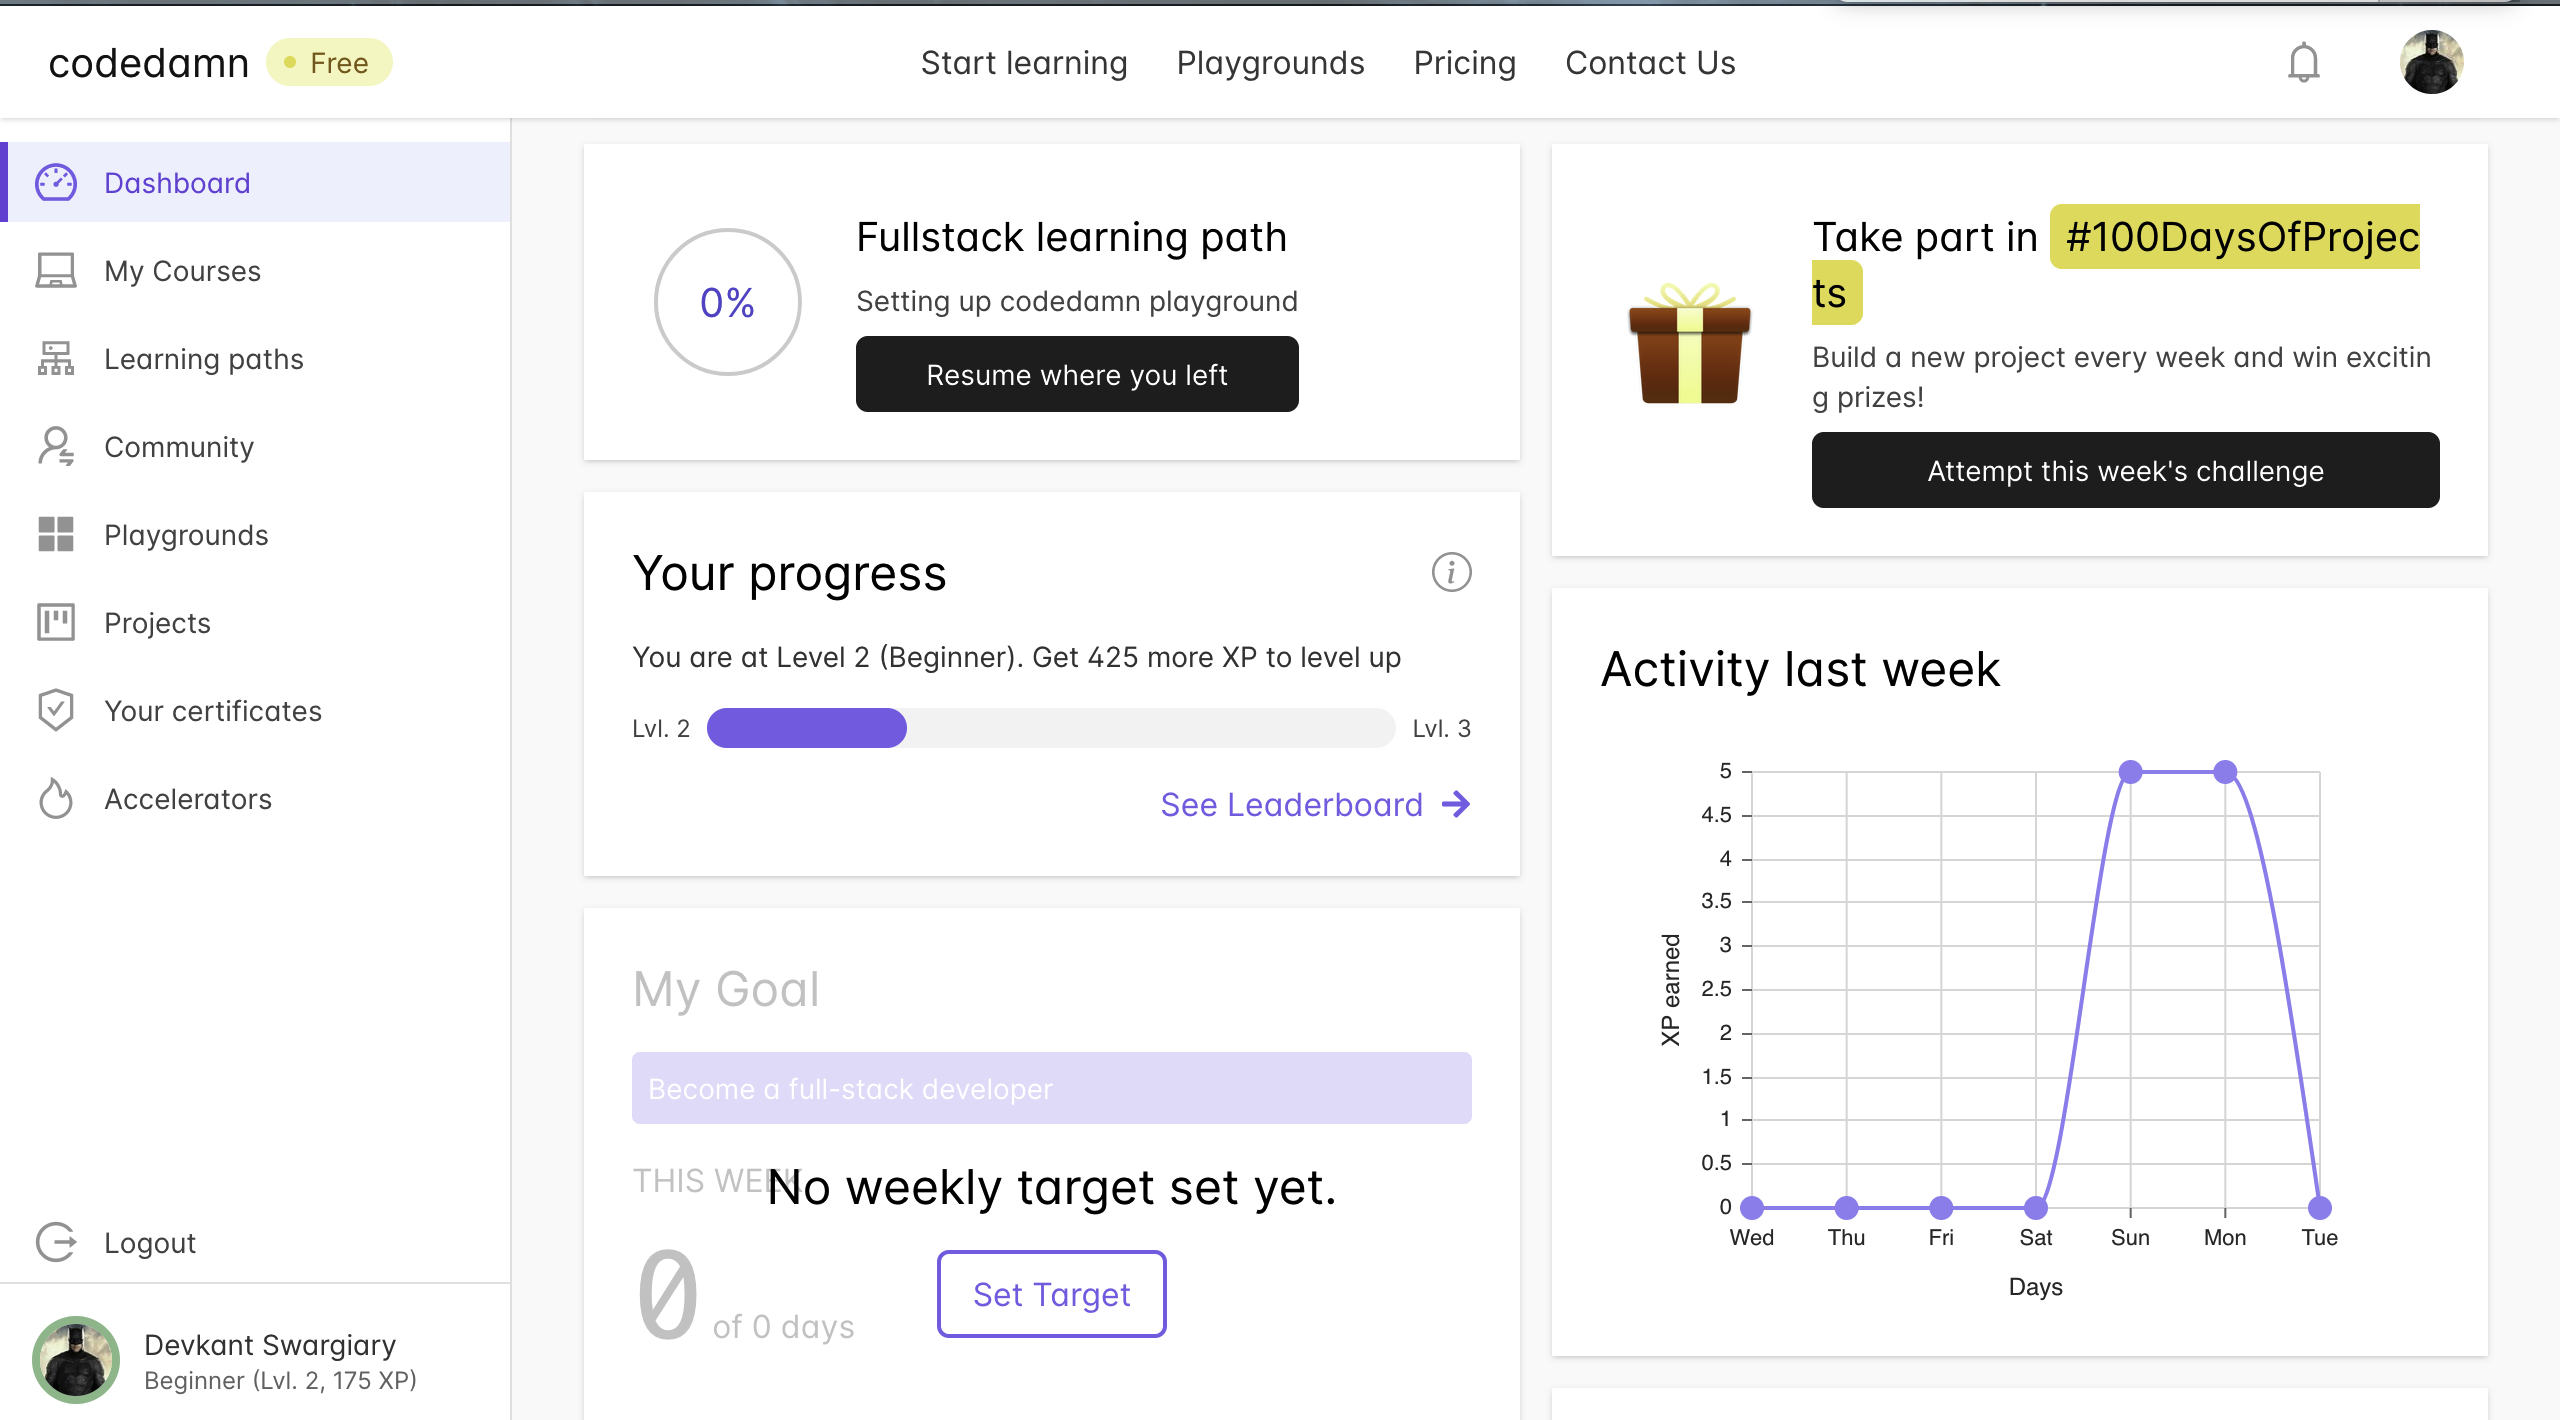 codedamn
Free
Start learning
Playgrounds
Pricing
Contact Us
Dashboard
My Courses
Learning paths
Community
Playgrounds
Projects
Your certificates
Accelerators
Logout
Devkant Swargiary
Beginner (Lvl. 2, 175 XP)
0%
Fullstack learning path
Setting up codedamn playground
Resume where you left
Your progress
You are at Level 2 (Beginner). Get 425 more XP to level up
Lvl. 2
Lvl. 3
See Leaderboard
My Goal
Become a full-stack developer
THIS WEEK
No weekly target set yet.
0 of 0 days
Set Target
Take part in #100DaysOfProjec
ts
Build a new project every week and win excitin
g prizes!
Attempt this week's challenge
Activity last week
5
4.5
4
3.5
3
2.5
2
1.5
1
0.5
0
XP earned
Wed Thu Fri Sat Sun Mon Tue
Days